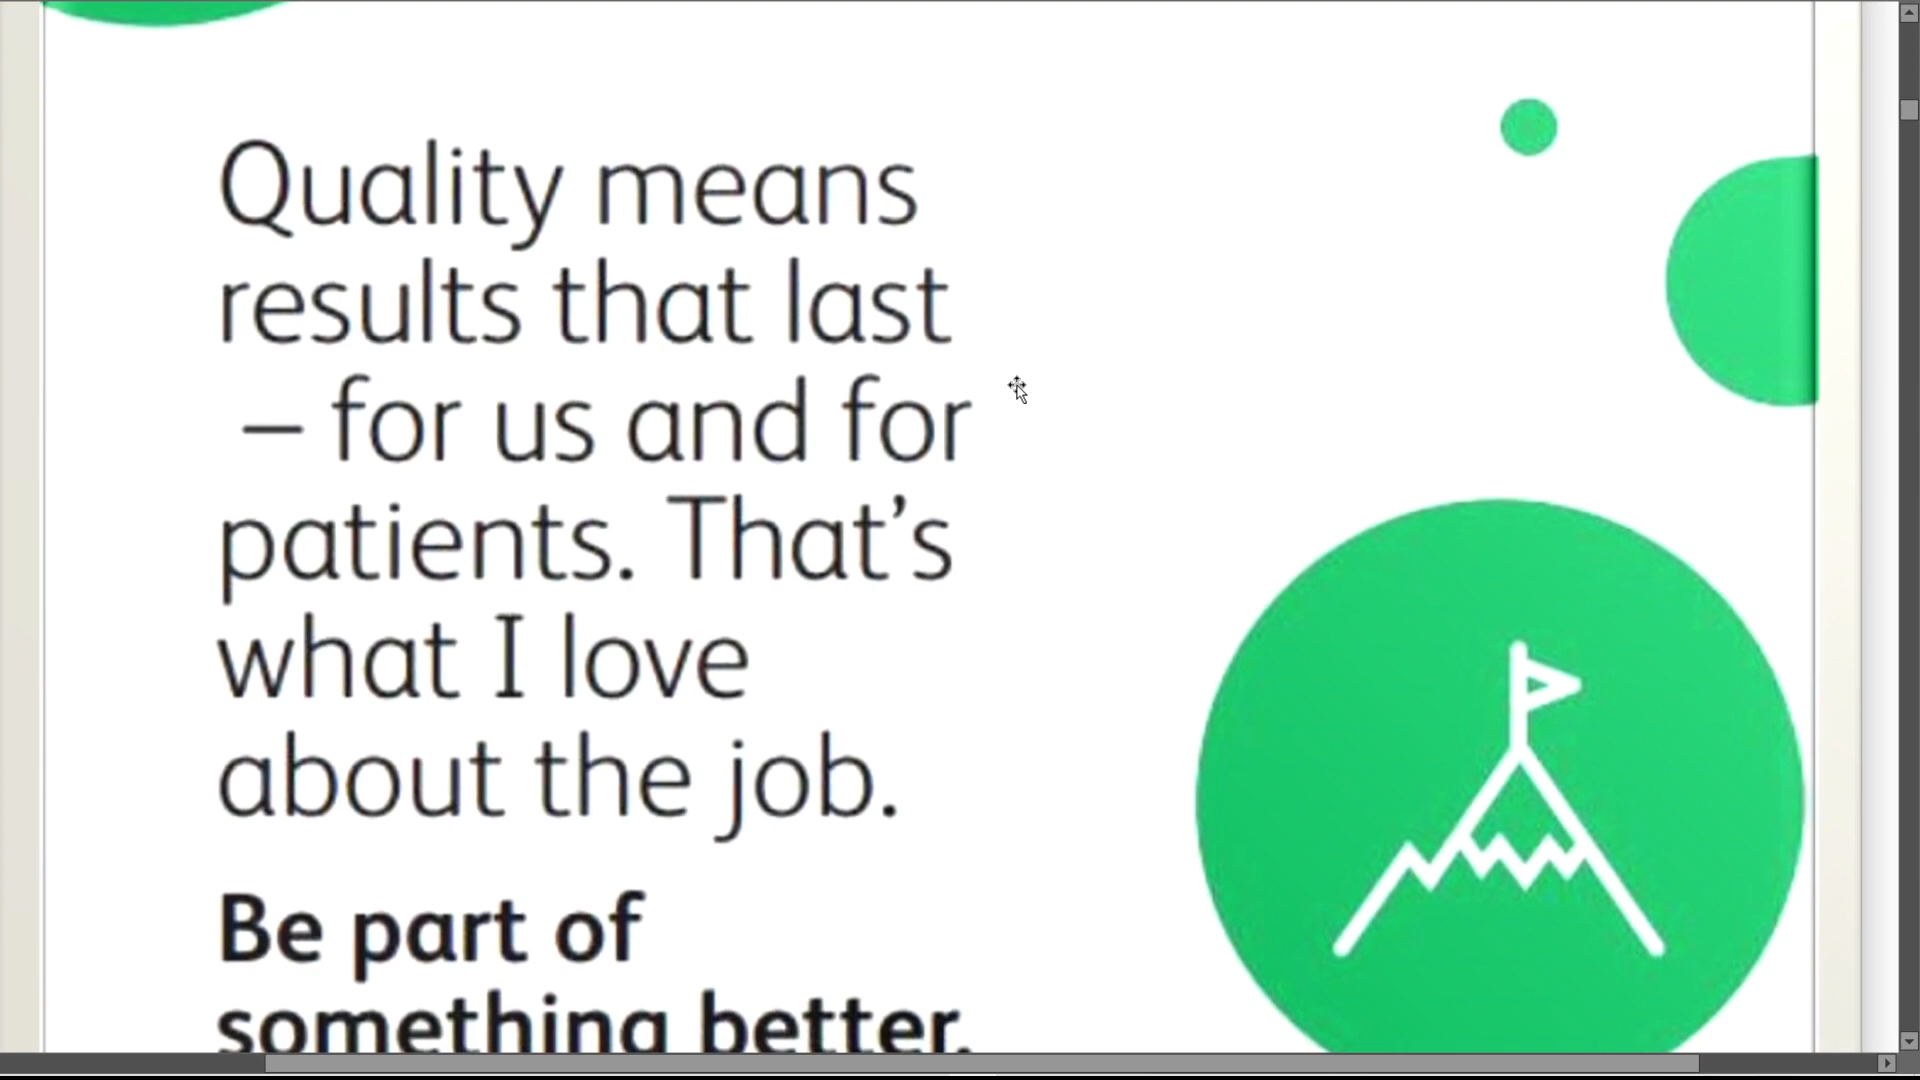 Quality means
results that last
– for us and for
patients. That’s
what I love
about the job.
Be part of
something better.